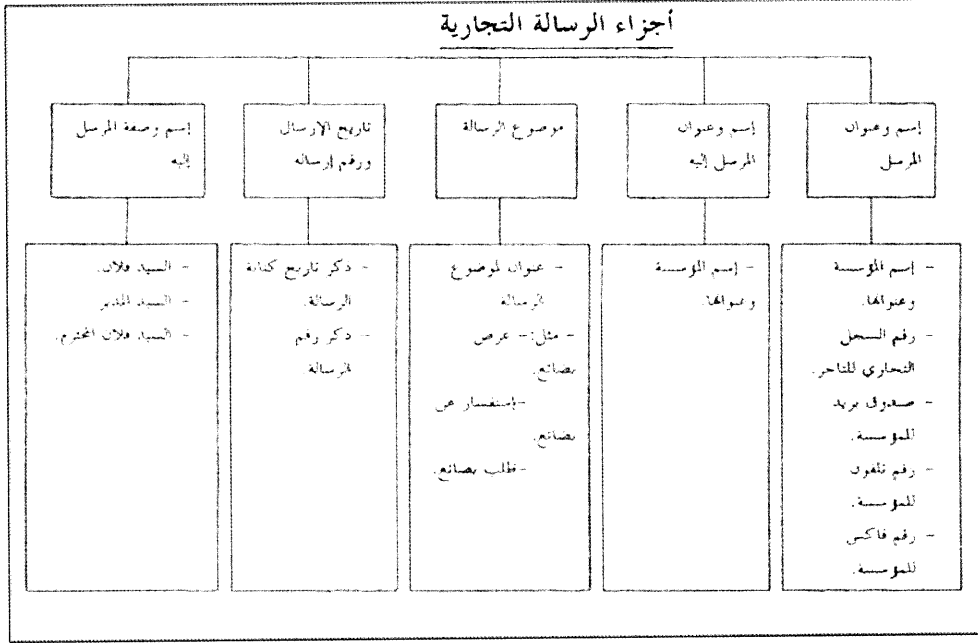 أجزاء الرسالة التجارية
إسم وعنوان
المرسل
إسم وعنوان
المرسل إليه
موضوع الرسالة
تاريخ الإرسال
ورقم إرساله
إسم وصفة المرسل
إليه
- إسم المؤسسة
وعنوانها.
- رقم السجل
التجاري للتاجر.
- صندوق بريد
للمؤسسة.
- رقم تلفون
للمؤسسة.
- رقم فاكس
للمؤسسة.
- إسم المؤسسة
وعنوانها.
- عنوان لموضوع
الرسالة
- مثل:- عرض
بضائع.
-إستفسار عن
بضائع.
-طلب بضائع.
- ذكر تاريخ كتابة
الرسالة.
- ذكر رقم
الرسالة.
- السيد فلان.
- السيد المدير
- السيد فلان المحترم.